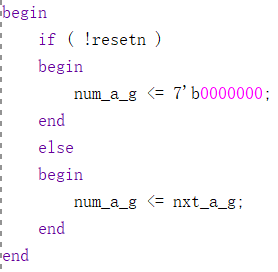 begin
    if ( !resetn )
    begin
        num_a_g <= 7'b0000000;
    end
    else
    begin
        num_a_g <= nxt_a_g;
    end
end